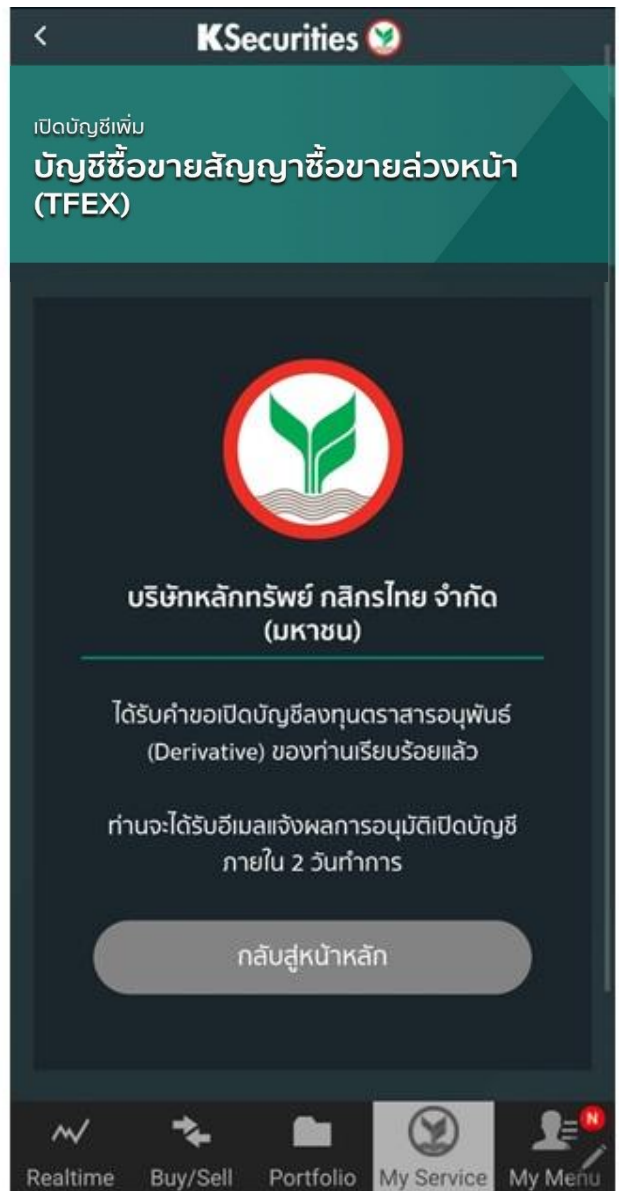 KSecurities
เปิดบัญชีเพิ่ม
บัญชีซื้อขายสัญญาซื้อขายล่วงหน้า
(TFEX)
บริษัทหลักทรัพย์ กสิกรไทย จำกัด
(มหาชน)
ได้รับคำขอเปิดบัญชีลงทุนตราสารอนุพันธ์
(Derivative) ของท่านเรียบร้อยแล้ว
ท่านจะได้รับอีเมลแจ้งผลการอนุมัติเปิดบัญชี
ภายใน 2 วันทำการ
กลับสู่หน้าหลัก
N
Realtime Buy/Sell Portfolio My Service My Menu